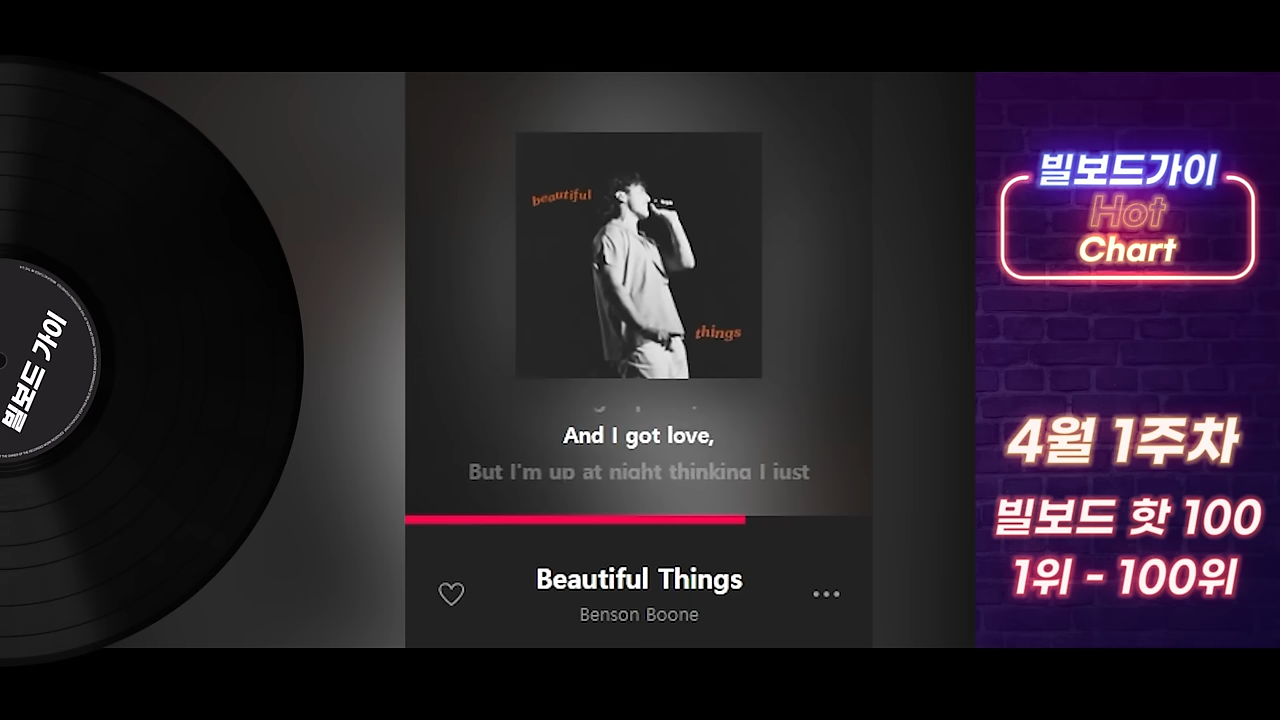 빌보드 가이
beautiful
things
And I got love,
But I'm up at night thinking I just
Beautiful Things
Benson Boone
빌보드가이
Hot
Chart
4월 1주차
빌보드 핫 100
1위 - 100위